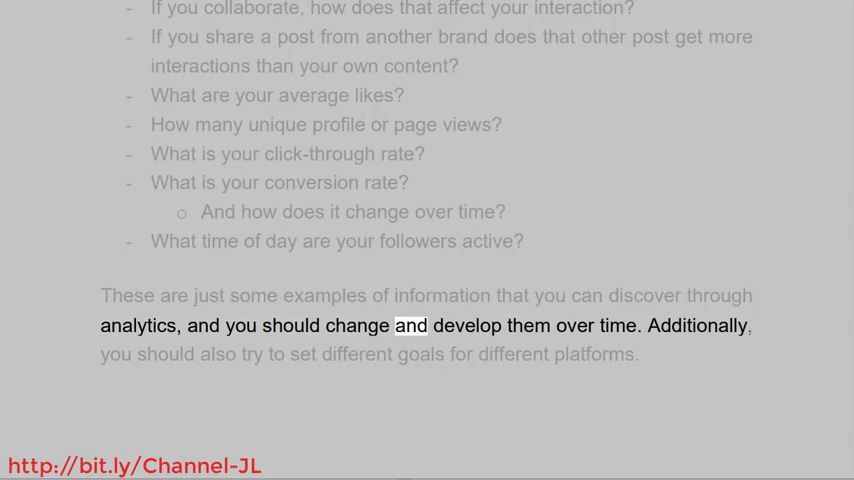 - If you collaborate, how does that affect your interaction?
- If you share a post from another brand does that other post get more
interactions than your own content?
- What are your average likes?
- How many unique profile or page views?
- What is your click-through rate?
- What is your conversion rate?
o And how does it change over time?
- What time of day are your followers active?
These are just some examples of information that you can discover through
analytics, and you should change and develop them over time. Additionally,
you should also try to set different goals for different platforms.
http://bit.ly/Channel-JL